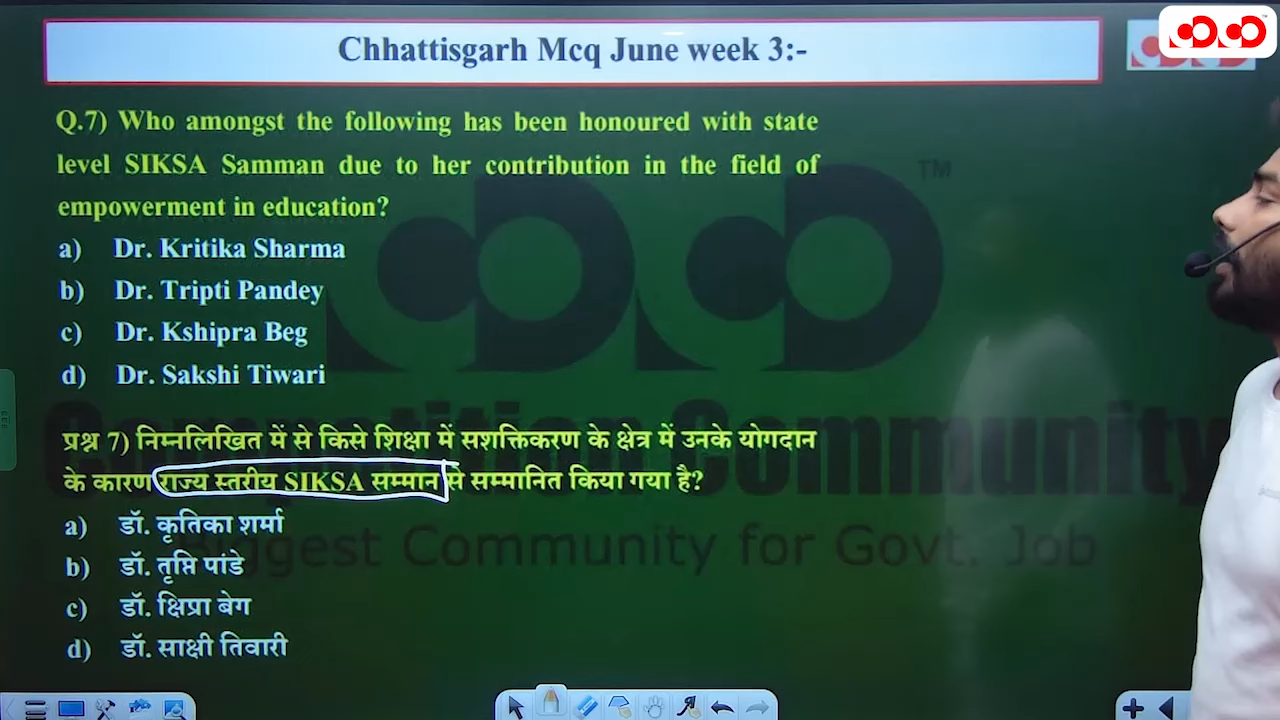 Chhattisgarh Mcq June week 3:-
Q.7) Who amongst the following has been honoured with state
level SIKSA Samman due to her contribution in the field of
empowerment in education?
a) Dr. Kritika Sharma
b) Dr. Tripti Pandey
c) Dr. Kshipra Beg
d) Dr. Sakshi Tiwari
प्रश्न 7) निम्नलिखित में से किसे शिक्षा में सशक्तिकरण के क्षेत्र में उनके योगदान
के कारण राज्य स्तरीय SIKSA सम्मान से सम्मानित किया गया है?
a) डॉ. कृतिका शर्मा
b) डॉ. तृप्ति पांडे
c) डॉ. क्षिप्रा बेग
d) डॉ. साक्षी तिवारी
TM
Competition Community
Biggest Community for Govt. Job